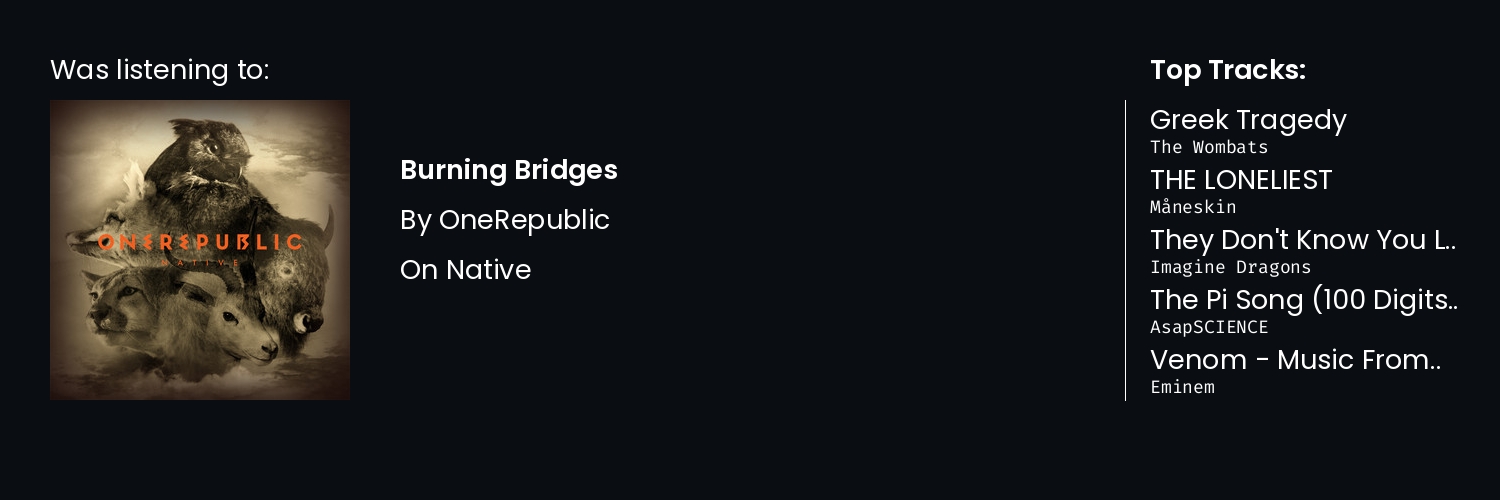 Was listening to:
ONEREPUBLIC
NATIVE
Burning Bridges
By OneRepublic
On Native
Top Tracks:
Greek Tragedy
The Wombats
THE LONELIEST
Måneskin
They Don't Know You L..
Imagine Dragons
The Pi Song (100 Digits..
AsapSCIENCE
Venom - Music From..
Eminem